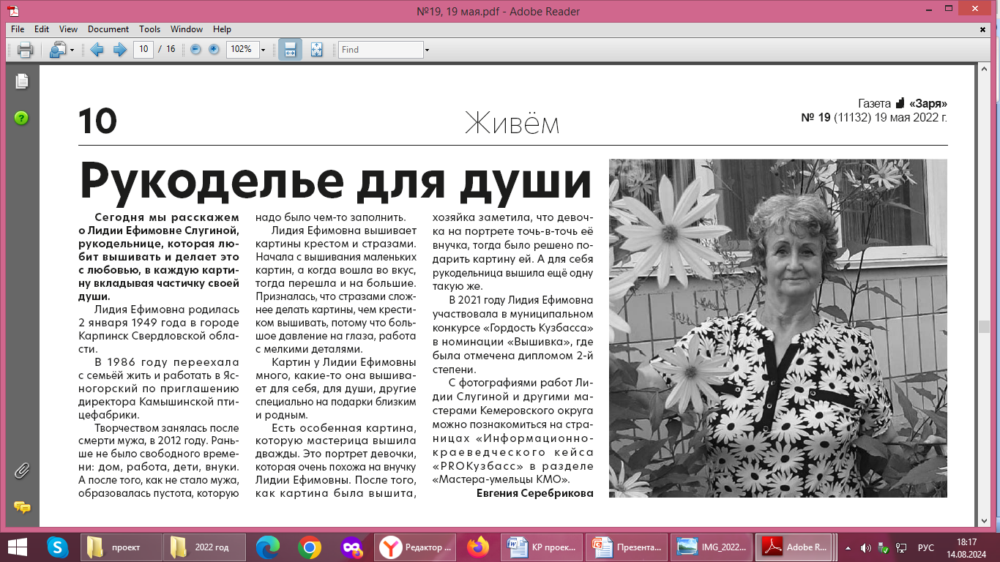 №19, 19 мая.pdf - Adobe Reader
File Edit View Document Tools Window Help
10 / 16 102% Find
10
Живём
Газета «Заря»
№ 19 (11132) 19 мая 2022 г.
Рукоделье для души
Сегодня мы расскажем
о Лидии Ефимовне Слугиной,
рукодельнице, которая лю-
бит вышивать и делает это
с любовью, в каждую карти-
ну вкладывая частичку своей
души.
Лидия Ефимовна родилась
2 января 1949 года в городе
Карпинск Свердловской обла-
сти.
В 1986 году переехала
с семьёй жить и работать в Яс-
ногорский по приглашению
директора Камышинской пти-
цефабрики.
Творчеством занялась после
смерти мужа, в 2012 году. Рань-
ше не было свободного време-
ни: дом, работа, дети, внуки.
А после того, как не стало мужа,
образовалась пустота, которую
надо было чем-то заполнить.
Лидия Ефимовна вышивает
картины крестом и стразами.
Начала с вышивания маленьких
картин, а когда вошла во вкус,
тогда перешла и на большие.
Призналась, что стразами слож-
нее делать картины, чем крести-
ком вышивать, потому что боль-
шое давление на глаза, работа
с мелкими деталями.
Картин у Лидии Ефимовны
много, какие-то она вышива-
ет для себя, для души, другие
специально на подарки близким
и родным.
Есть особенная картина,
которую мастерица вышила
дважды. Это портрет девочки,
которая очень похожа на внучку
Лидии Ефимовны. После того,
как картина была вышита,
хозяйка заметила, что девоч-
ка на портрете точь-в-точь её
внучка, тогда было решено по-
дарить картину ей. А для себя
рукодельница вышила ещё одну
такую же.
В 2021 году Лидия Ефимовна
участвовала в муниципальном
конкурсе «Гордость Кузбасса»
в номинации «Вышивка», где
была отмечена дипломом 2-й
степени.
С фотографиями работ Ли-
дии Слугиной и другими ма-
стерами Кемеровского округа
можно познакомиться на стра-
ницах «Информационно-
краеведческого кейса
«PROКузбасс» в разделе
«Мастера-умельцы КМО».
Евгения Серебрикова
проект
2022 год
Редактор ...
КР проек...
Презента...
IMG_2022...
Adobe R...
РУС
18:17
14.08.2024